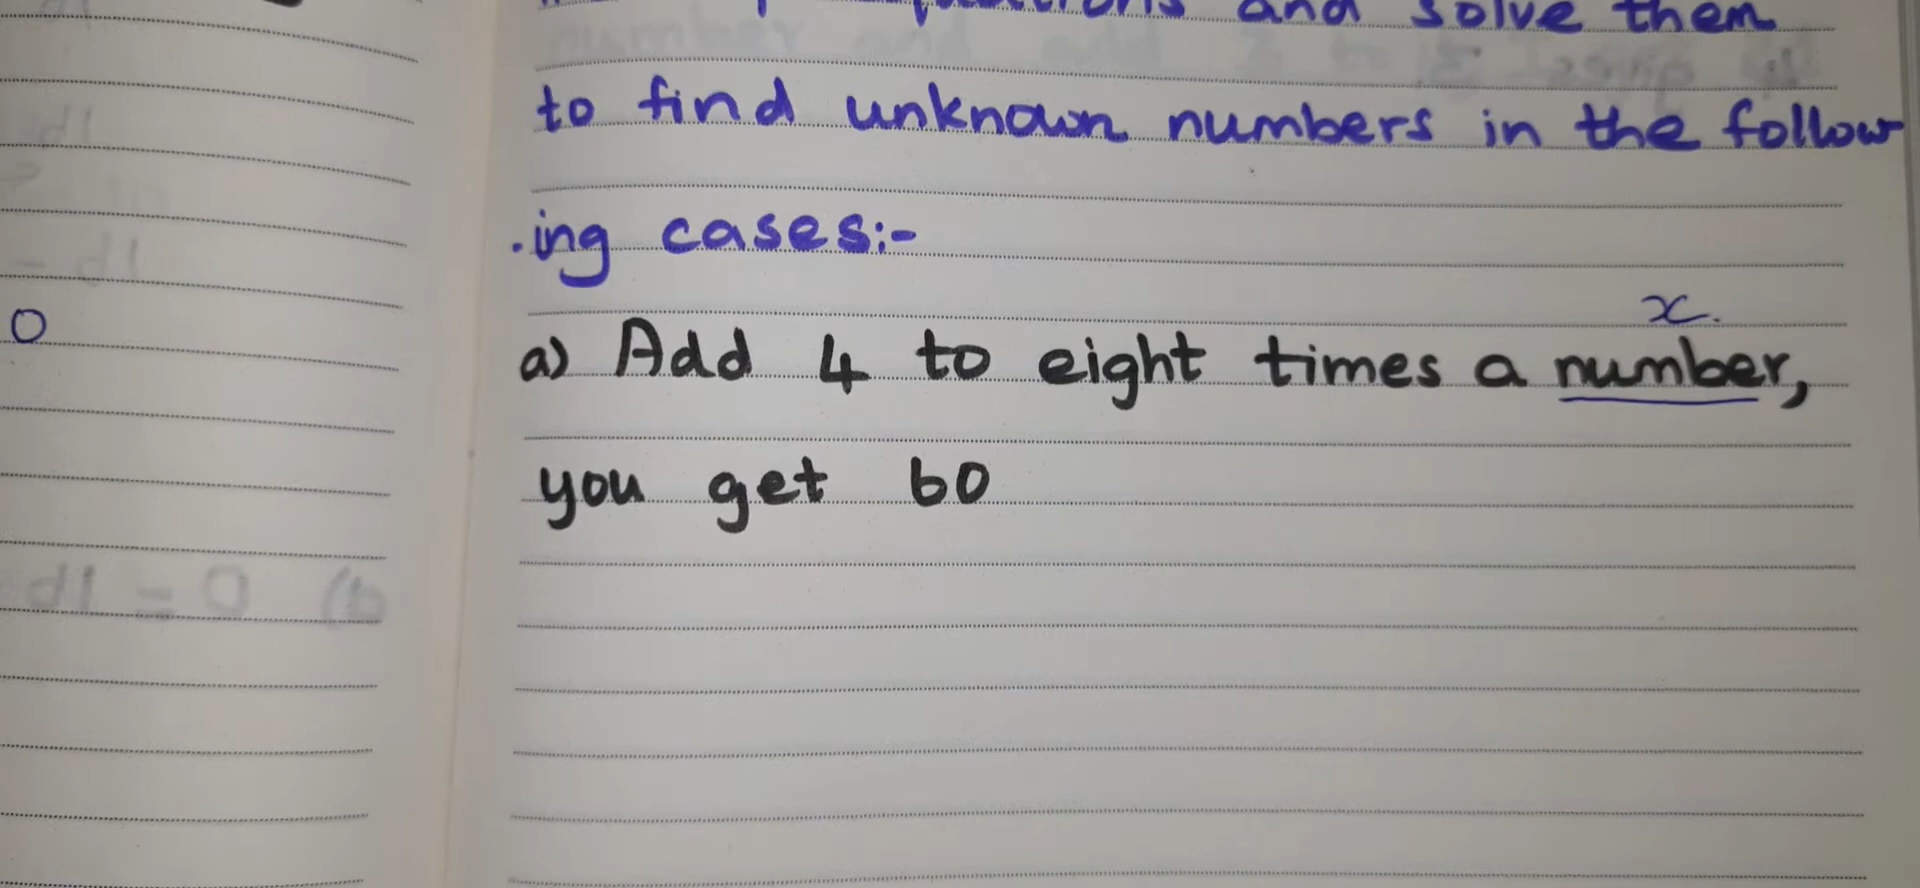 and solve them
to find unknown numbers in the follow
.ing cases:-
x.
a) Add 4 to eight times a number,
you get 60
0